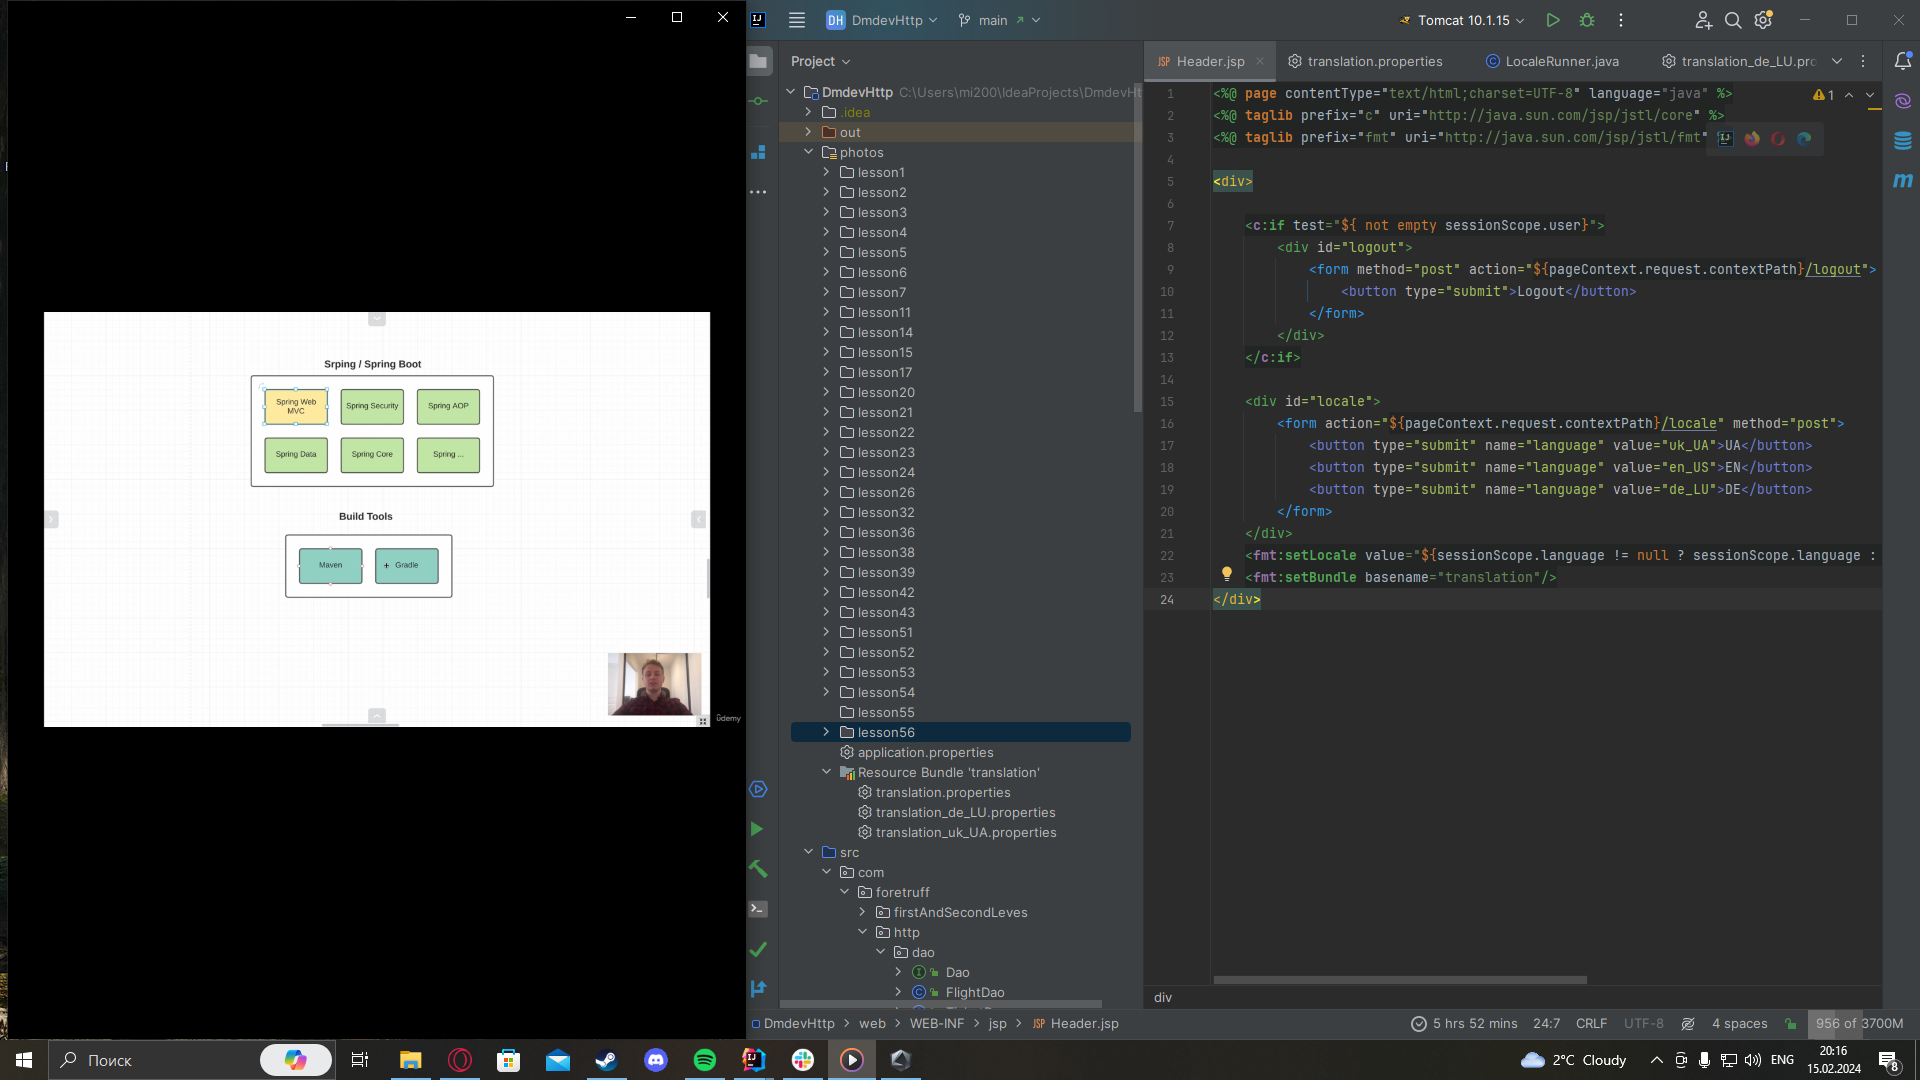 Srping / Spring Boot
Spring Web
MVC
Spring Security
Spring AOP
Spring Data
Spring Core
Spring ...
Build Tools
Maven
Gradle
ûdemy
DH DmdevHttp
main
Tomcat 10.1.15
Project
DmdevHttp C:\Users\mi200\IdeaProjects\DmdevHt
.idea
out
photos
lesson1
lesson2
lesson3
lesson4
lesson5
lesson6
lesson7
lesson11
lesson14
lesson15
lesson17
lesson20
lesson21
lesson22
lesson23
lesson24
lesson26
lesson32
lesson36
lesson38
lesson39
lesson42
lesson43
lesson51
lesson52
lesson53
lesson54
lesson55
lesson56
application.properties
Resource Bundle 'translation'
translation.properties
translation_de_LU.properties
translation_uk_UA.properties
src
com
foretruff
firstAndSecondLeves
http
dao
Dao
FlightDao
JSP Header.jsp
translation.properties
LocaleRunner.java
translation_de_LU.pro
1 <%@ page contentType="text/html;charset=UTF-8" language="java" %>
1
2 <%@ taglib prefix="c" uri="http://java.sun.com/jsp/jstl/core" %>
3 <%@ taglib prefix="fmt" uri="http://java.sun.com/jsp/jstl/fmt"
4
5 <div>
6
7 <c:if test="${ not empty sessionScope.user}">
8 <div id="logout">
9 <form method="post" action="${pageContext.request.contextPath}/logout">
10 <button type="submit">Logout</button>
11 </form>
12 </div>
13 </c:if>
14
15 <div id="locale">
16 <form action="${pageContext.request.contextPath}/locale" method="post">
17 <button type="submit" name="language" value="uk_UA">UA</button>
18 <button type="submit" name="language" value="en_US">EN</button>
19 <button type="submit" name="language" value="de_LU">DE</button>
20 </form>
21 </div>
22 <fmt:setLocale value="${sessionScope.language != null ? sessionScope.language :
23 <fmt:setBundle basename="translation"/>
24 </div>
div
DmdevHttp > web > WEB-INF > jsp > JSP Header.jsp
5 hrs 52 mins
24:7
CRLF
UTF-8
4 spaces
956 of 3700M
Поиск
2°C Cloudy
ENG
20:16
15.02.2024
8